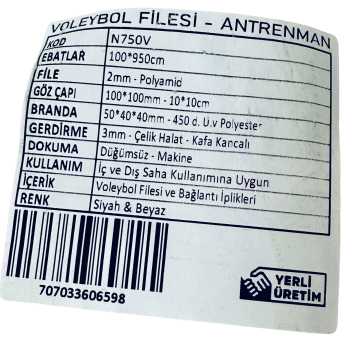 VOLEYBOL FİLESİ - ANTRENMAN
KOD N750V
EBATLAR 100*950cm
FİLE 2mm - Polyamid
GÖZ ÇAPI 100*100mm - 10*10cm
BRANDA 50*40*40mm - 450 d. U.v Polyester
GERDİRME 3mm - Çelik Halat - Kafa Kancalı
DOKUMA Düğümsüz - Makine
KULLANIM İç ve Dış Saha Kullanımına Uygun
İÇERİK Voleybol Filesi ve Bağlantı İplikleri
RENK Siyah & Beyaz
707033606598
YERLİ
ÜRETİM